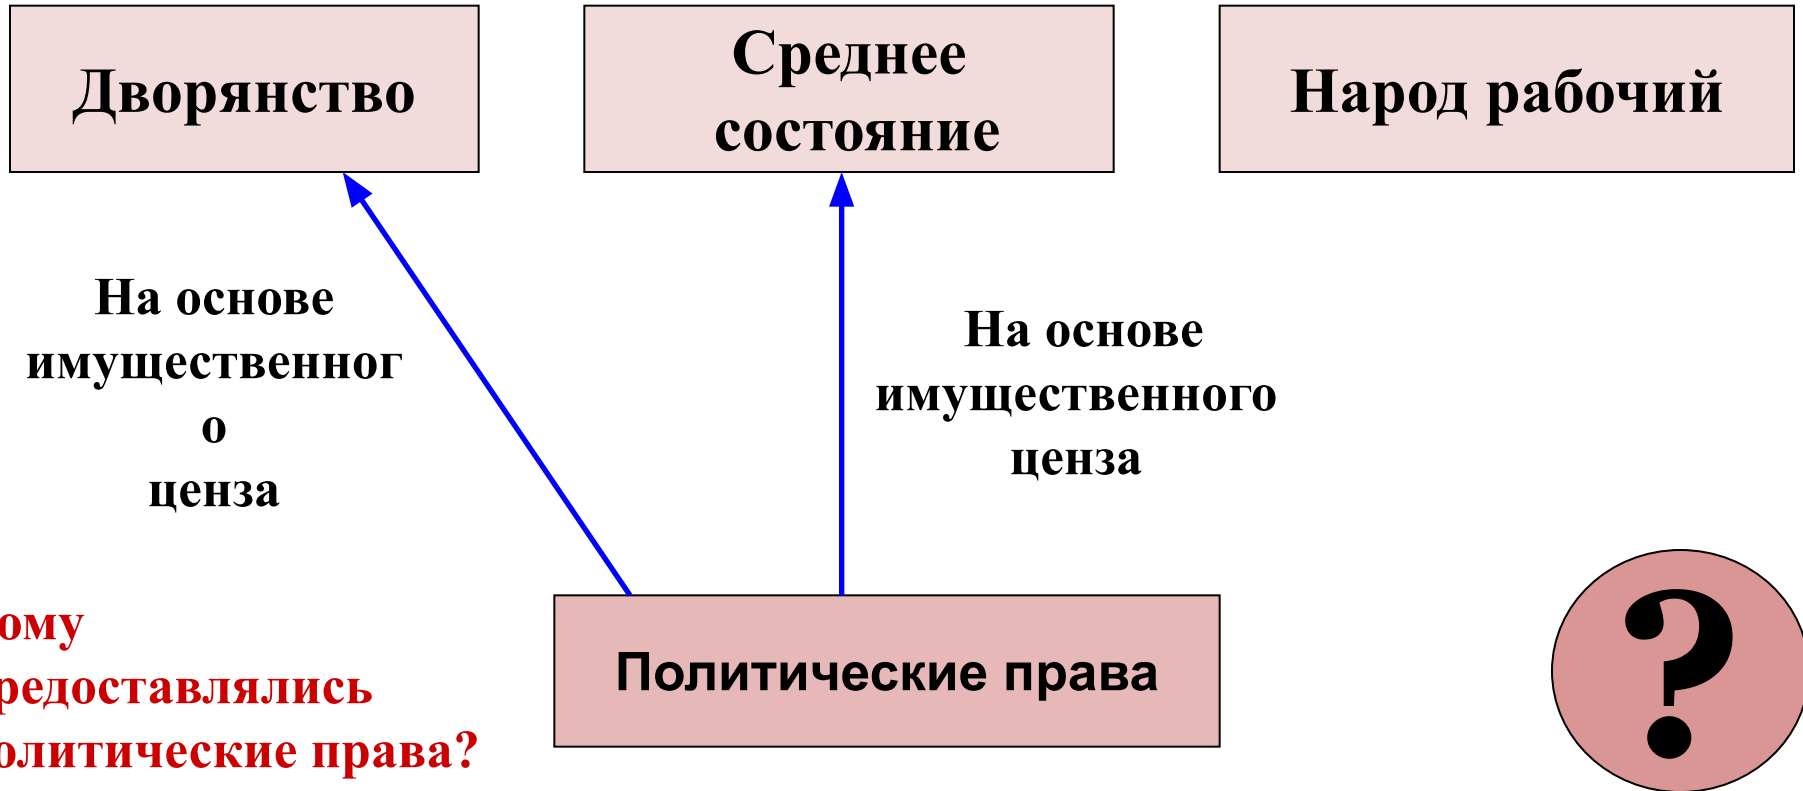 Дворянство
Среднее
состояние
Народ рабочий
На основе
имущественног
о
ценза
На основе
имущественного
ценза
ому
редоставлялись
олитические права?
Политические права
?